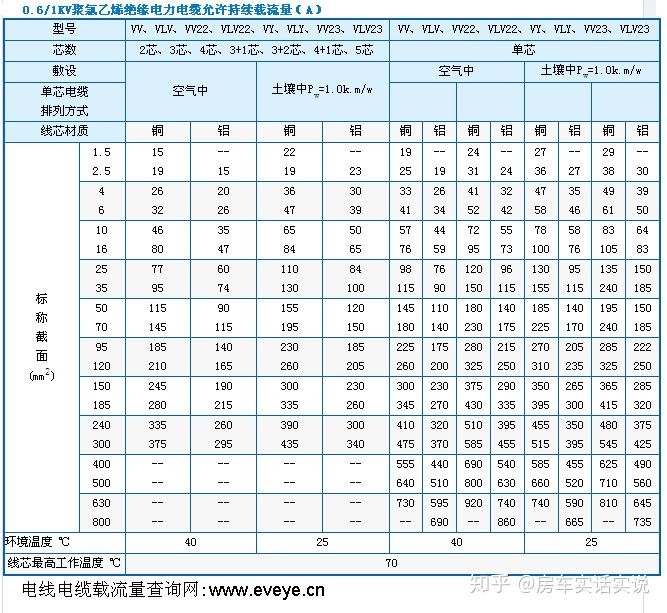 0.6/1KV聚氯乙烯绝缘电力电缆允许持续载流量(A)
型号 VV、VLV、VV22、VLV22、VY、VLY、VV23、VLV23 VV、VLV、VV22、VLV22、VY、VLY、VV23、VLV23
芯数 2芯、3芯、4芯、3+1芯、3+2芯、4+1芯、5芯 单芯
敷设 空气中 土壤中Pw=1.0k.m/w 空气中 土壤中Pw=1.0k.m/w
单芯电缆
排列方式
线芯材质 铜 铝 铜 铝 铜 铝 铜 铝 铜 铝 铜 铝
标称截面(mm2)
1.5 15 -- 22 -- 19 -- 24 -- 27 -- 29 --
2.5 19 15 19 23 25 19 31 24 36 27 38 30
4 26 20 36 30 33 26 41 32 47 35 49 39
6 32 26 47 39 41 34 52 42 58 46 61 50
10 46 35 65 50 57 44 72 55 78 58 83 64
16 80 47 84 65 76 59 95 73 100 76 105 83
25 77 60 110 84 98 76 120 96 130 95 135 150
35 95 74 130 100 115 90 150 115 155 115 240 185
50 115 90 155 120 145 110 180 140 185 140 195 150
70 145 115 195 150 180 140 230 175 225 170 240 185
95 185 140 230 185 225 175 280 215 270 205 285 222
120 210 165 260 205 260 200 325 250 310 235 325 250
150 245 190 300 230 300 230 375 290 350 265 365 285
185 280 215 335 260 345 270 430 335 395 300 415 320
240 335 260 390 300 410 320 510 395 455 350 480 375
300 375 295 435 340 475 370 585 455 515 395 545 425
400 -- -- -- -- 555 440 690 540 585 455 625 490
500 -- -- -- -- 640 510 800 630 660 520 710 560
630 -- -- -- -- 730 595 920 740 740 590 810 645
800 -- -- -- -- -- 690 -- 860 -- 665 -- 735
环境温度 ℃ 40 25 40 25
线芯最高工作温度 ℃ 70
电线电缆载流量查询网:www.eveye.cn
知乎 @房车实话实说